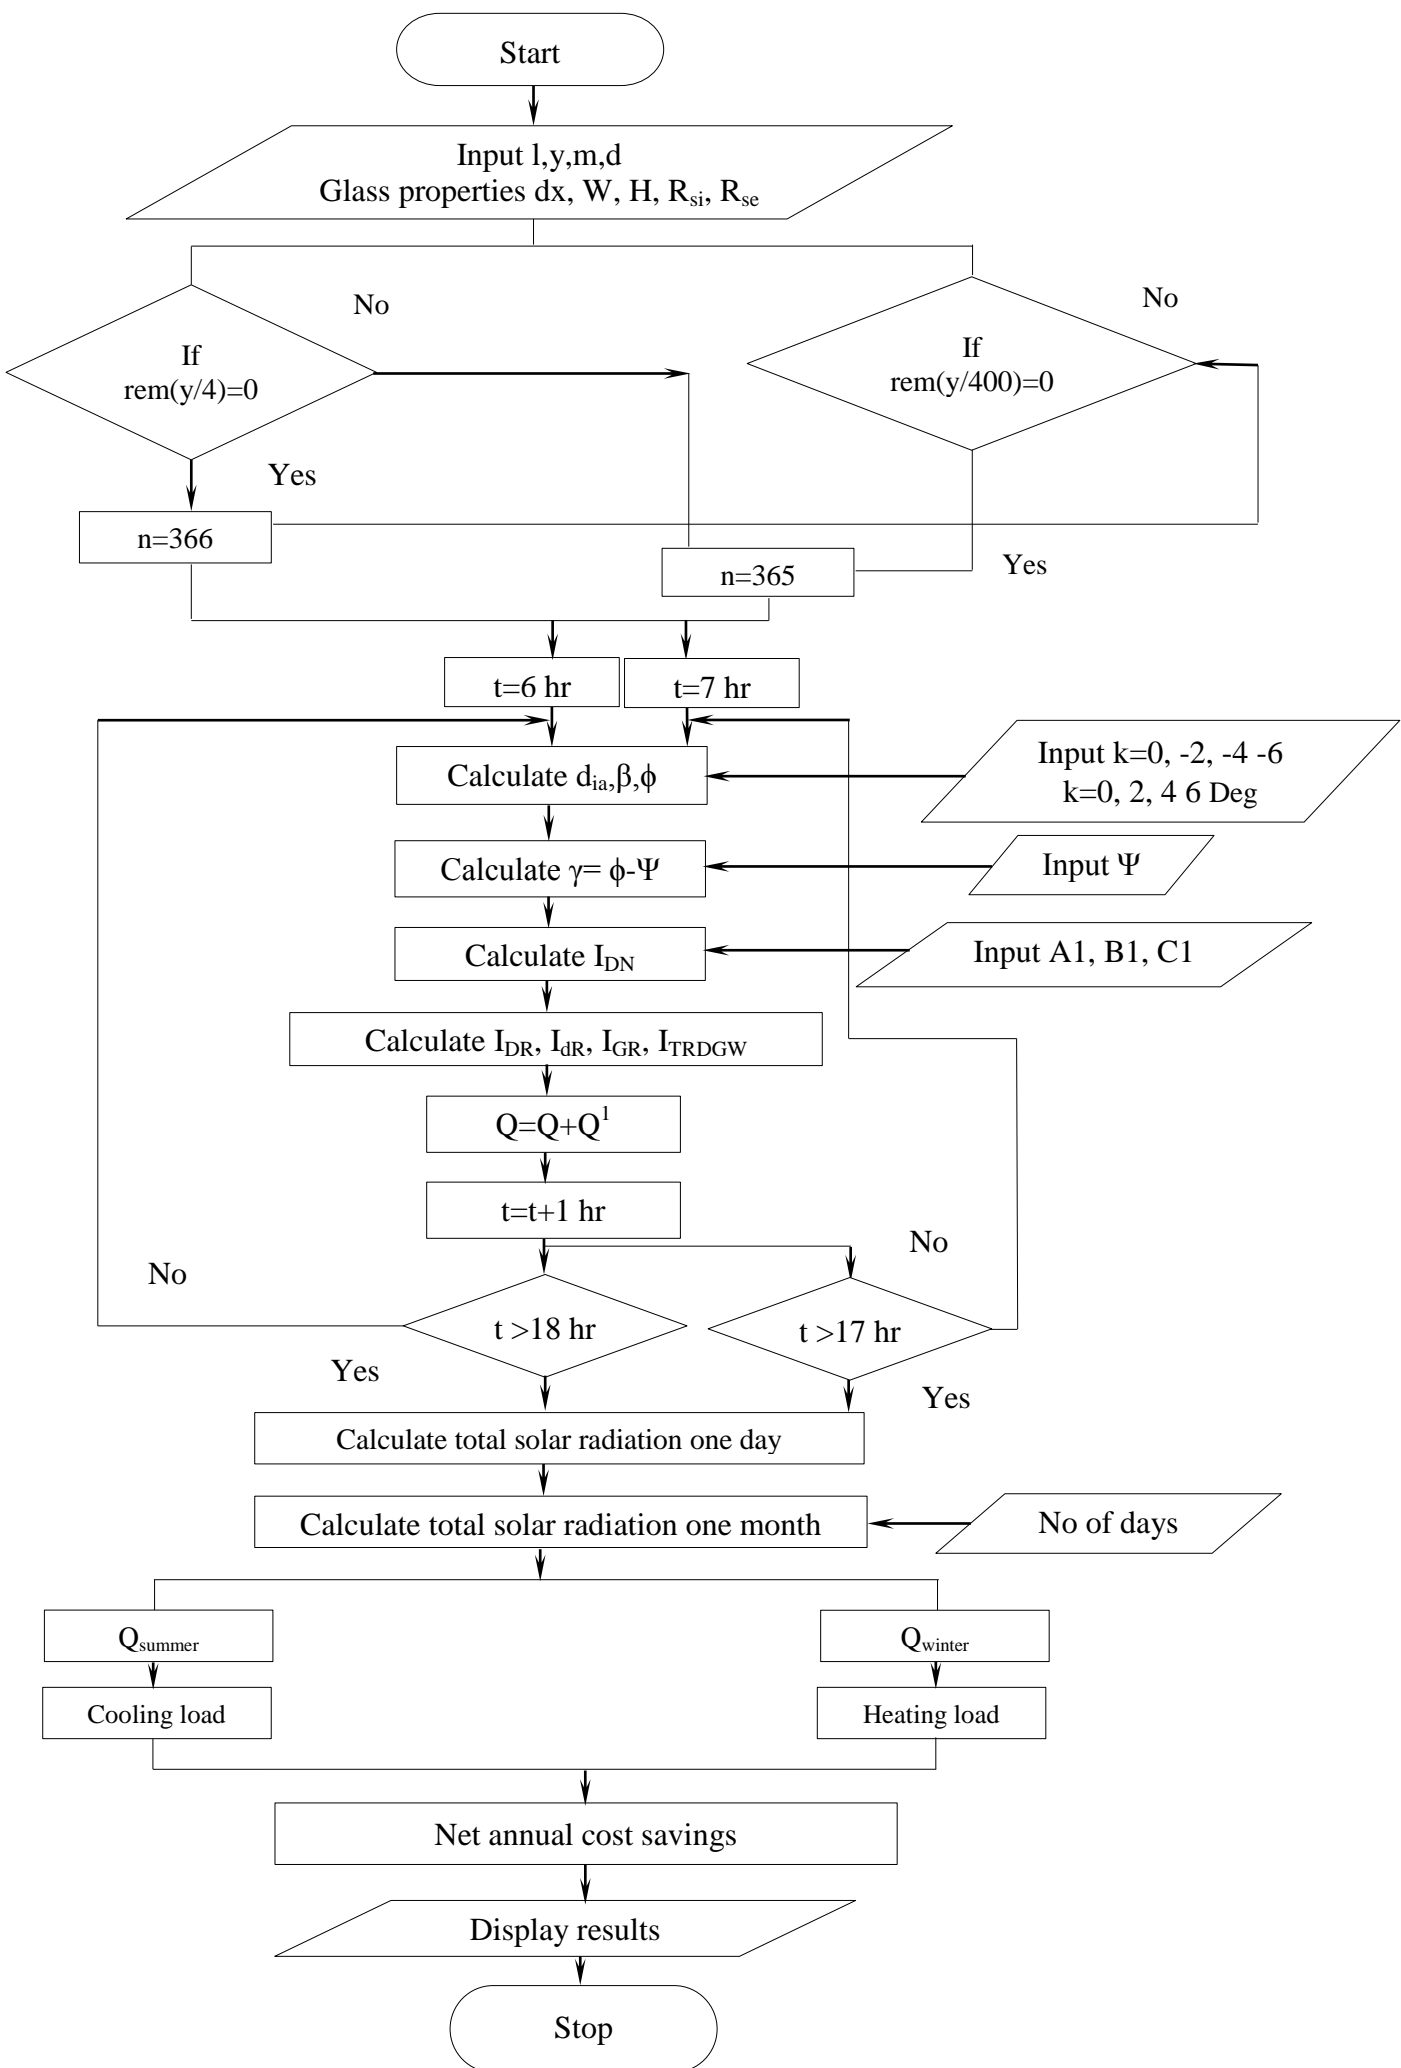 Start
Input l,y,m,d
Glass properties dx, W, H, Rsi, Rse
No
No
If
rem(y/4)=0
If
rem(y/400)=0
Yes
n=366
n=365
Yes
t=6 hr
t=7 hr
Calculate dia,β,ϕ
Input k=0, -2, -4 -6
k=0, 2, 4 6 Deg
Calculate γ= ϕ-Ψ
Input Ψ
Calculate IDN
Input A1, B1, C1
Calculate IDR, IdR, IGR, ITRDGW
Q=Q+Q1
t=t+1 hr
No
No
t >18 hr
t >17 hr
Yes
Yes
Calculate total solar radiation one day
Calculate total solar radiation one month
No of days
Qsummer
Qwinter
Cooling load
Heating load
Net annual cost savings
Display results
Stop